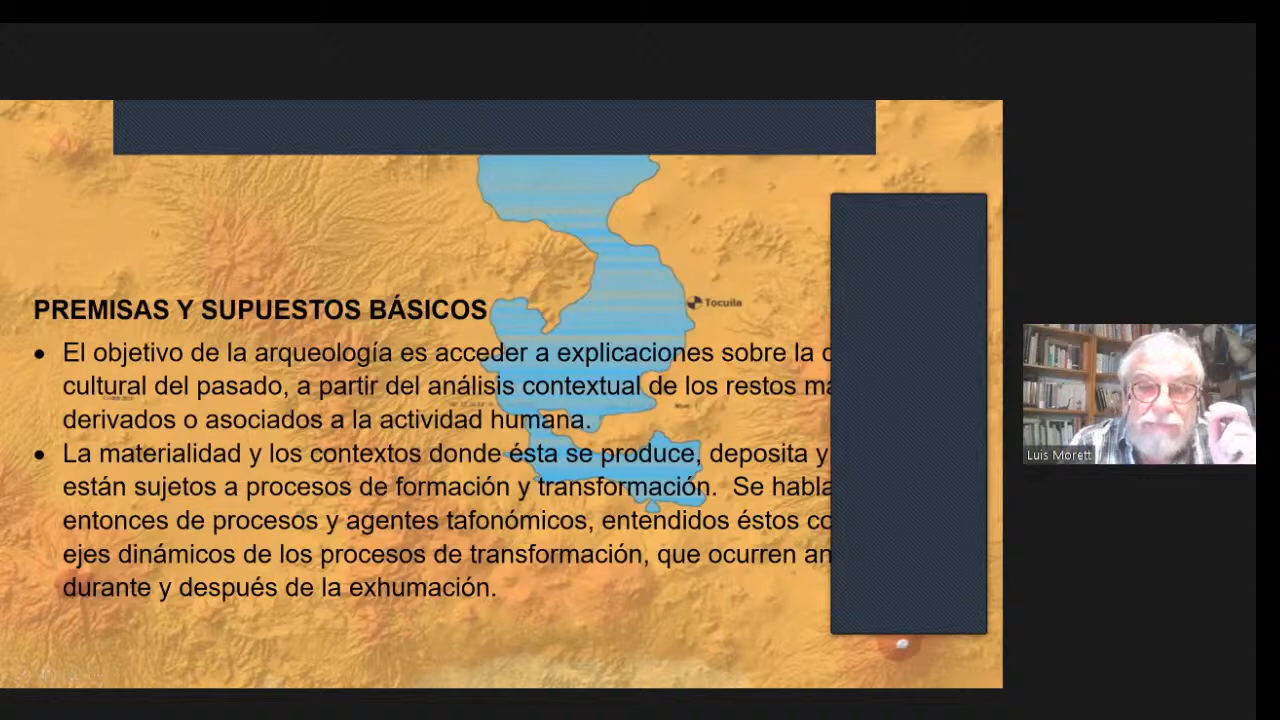 Tocuila
PREMISAS Y SUPUESTOS BÁSICOS
• El objetivo de la arqueología es acceder a explicaciones sobre la
cultural del pasado, a partir del análisis contextual de los restos
derivados o asociados a la actividad humana.
• La materialidad y los contextos donde ésta se produce, deposita y
están sujetos a procesos de formación y transformación. Se habla
entonces de procesos y agentes tafonómicos, entendidos éstos
ejes dinámicos de los procesos de transformación, que ocurren
durante y después de la exhumación.
Luis Morett